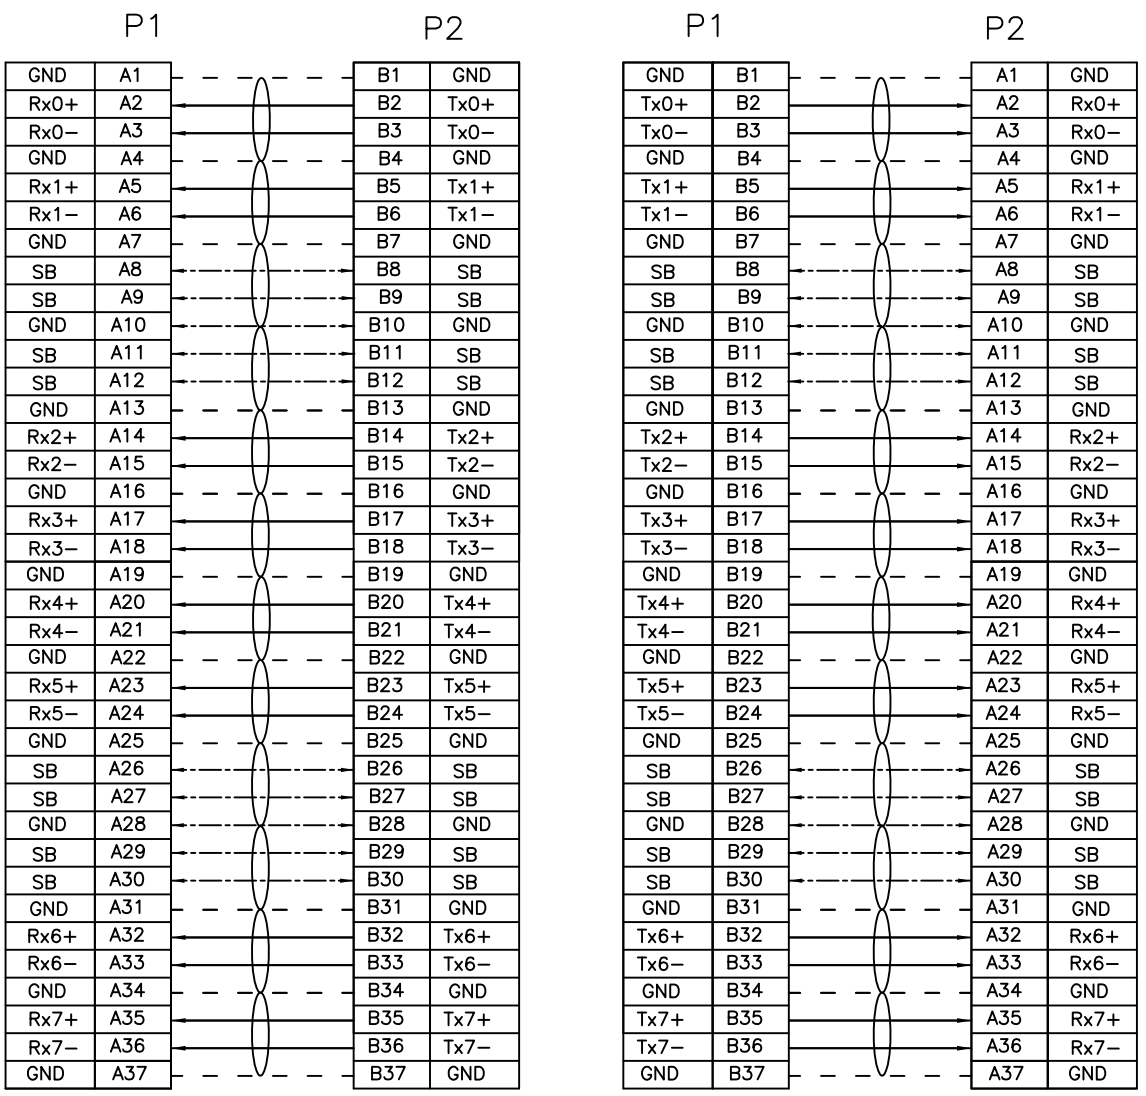 P1 P2 P1 P2
GND A1 B1 GND GND B1 A1 GND
Rx0+ A2 B2 Tx0+ Tx0+ B2 A2 Rx0+
Rx0− A3 B3 Tx0− Tx0− B3 A3 Rx0−
GND A4 B4 GND GND B4 A4 GND
Rx1+ A5 B5 Tx1+ Tx1+ B5 A5 Rx1+
Rx1− A6 B6 Tx1− Tx1− B6 A6 Rx1−
GND A7 B7 GND GND B7 A7 GND
SB A8 B8 SB SB B8 A8 SB
SB A9 B9 SB SB B9 A9 SB
GND A10 B10 GND GND B10 A10 GND
SB A11 B11 SB SB B11 A11 SB
SB A12 B12 SB SB B12 A12 SB
GND A13 B13 GND GND B13 A13 GND
Rx2+ A14 B14 Tx2+ Tx2+ B14 A14 Rx2+
Rx2− A15 B15 Tx2− Tx2− B15 A15 Rx2−
GND A16 B16 GND GND B16 A16 GND
Rx3+ A17 B17 Tx3+ Tx3+ B17 A17 Rx3+
Rx3− A18 B18 Tx3− Tx3− B18 A18 Rx3−
GND A19 B19 GND GND B19 A19 GND
Rx4+ A20 B20 Tx4+ Tx4+ B20 A20 Rx4+
Rx4− A21 B21 Tx4− Tx4− B21 A21 Rx4−
GND A22 B22 GND GND B22 A22 GND
Rx5+ A23 B23 Tx5+ Tx5+ B23 A23 Rx5+
Rx5− A24 B24 Tx5− Tx5− B24 A24 Rx5−
GND A25 B25 GND GND B25 A25 GND
SB A26 B26 SB SB B26 A26 SB
SB A27 B27 SB SB B27 A27 SB
GND A28 B28 GND GND B28 A28 GND
SB A29 B29 SB SB B29 A29 SB
SB A30 B30 SB SB B30 A30 SB
GND A31 B31 GND GND B31 A31 GND
Rx6+ A32 B32 Tx6+ Tx6+ B32 A32 Rx6+
Rx6− A33 B33 Tx6− Tx6− B33 A33 Rx6−
GND A34 B34 GND GND B34 A34 GND
Rx7+ A35 B35 Tx7+ Tx7+ B35 A35 Rx7+
Rx7− A36 B36 Tx7− Tx7− B36 A36 Rx7−
GND A37 B37 GND GND B37 A37 GND